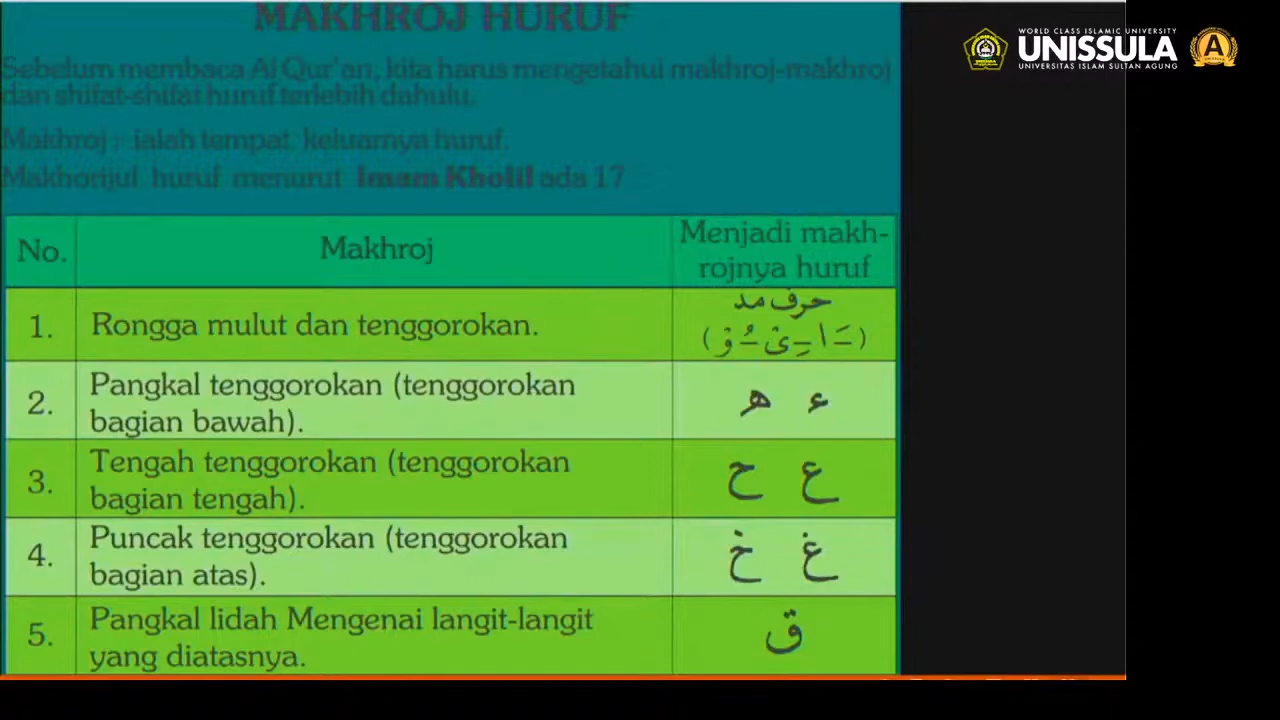 MAKHROJ HURUF
WORLD CLASS ISLAMIC UNIVERSITY
UNISSULA
UNIVERSITAS ISLAM SULTAN AGUNG
Sebelum membaca Al Qur'an, kita harus mengetahui makhroj-makhroj
dan shifat-shifat huruf terlebih dahulu.
Makhroj : ialah tempat keluarnya huruf.
Makhorijul huruf menurut Imam Kholil ada 17
No.
Makhroj
Menjadi makh-
rojnya huruf
1.
Rongga mulut dan tenggorokan.
حرف مد
(ـَ ا ـِ ىْ ـُ وْ)
2.
Pangkal tenggorokan (tenggorokan
bagian bawah).
ء ه
3.
Tengah tenggorokan (tenggorokan
bagian tengah).
ع ح
4.
Puncak tenggorokan (tenggorokan
bagian atas).
غ خ
5.
Pangkal lidah Mengenai langit-langit
yang diatasnya.
ق